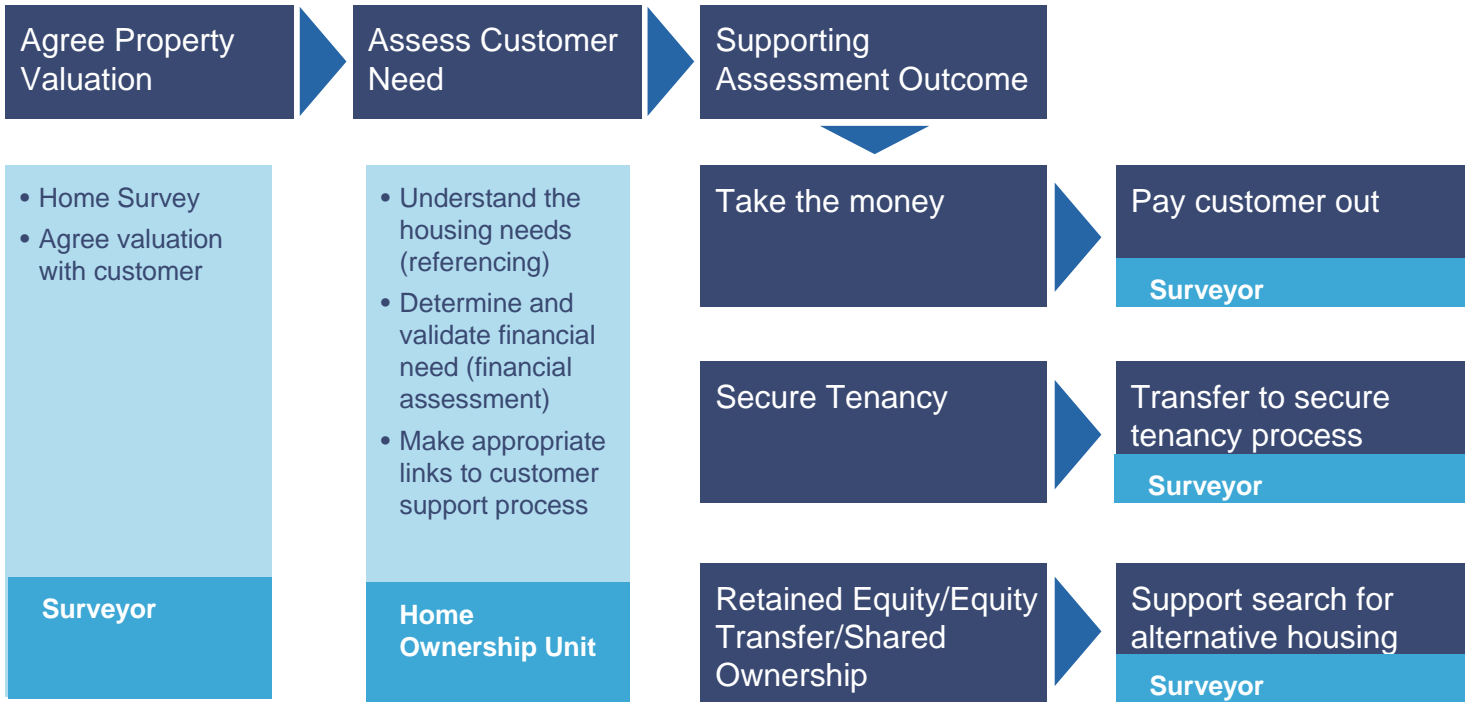 Agree Property
Valuation
Assess Customer
Need
Supporting
Assessment Outcome
• Home Survey
• Agree valuation
with customer
Surveyor
• Understand the
housing needs
(referencing)
• Determine and
validate financial
need (financial
assessment)
• Make appropriate
links to customer
support process
Home
Ownership Unit
Take the money
Pay customer out
Surveyor
Secure Tenancy
Transfer to secure
tenancy process
Surveyor
Retained Equity/Equity
Transfer/Shared
Ownership
Support search for
alternative housing
Surveyor